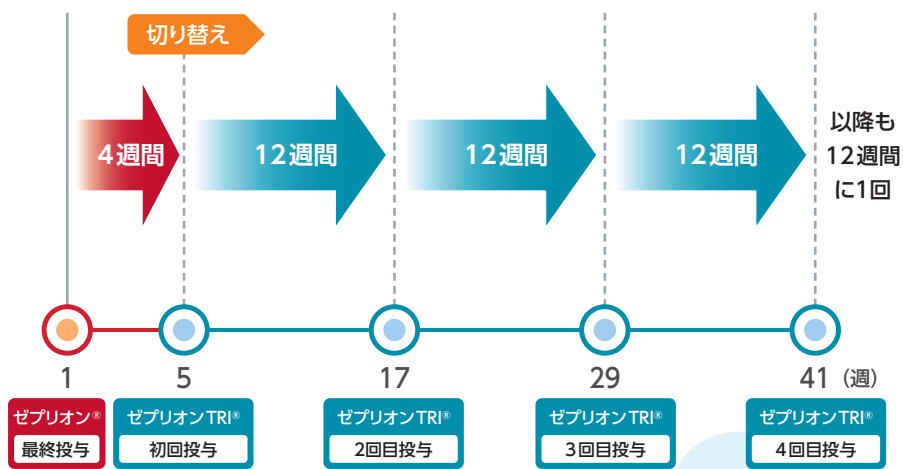 切り替え
4週間
12週間
12週間
12週間
以降も
12週間
に1回
1
5
17
29
41（週）
ゼプリオン®
最終投与
ゼプリオンTRI®
初回投与
ゼプリオンTRI®
2回目投与
ゼプリオンTRI®
3回目投与
ゼプリオンTRI®
4回目投与